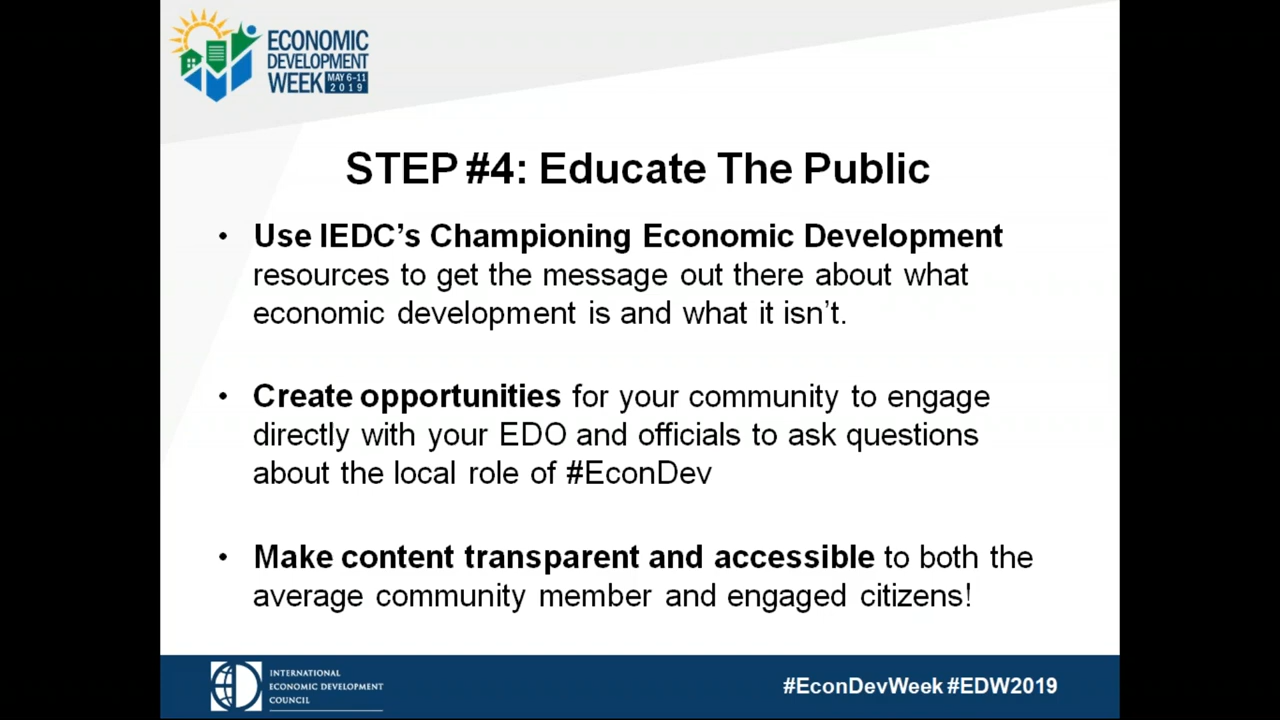 ECONOMIC
DEVELOPMENT
WEEK MAY 6-11
2019
STEP #4: Educate The Public
• Use IEDC’s Championing Economic Development
resources to get the message out there about what
economic development is and what it isn’t.
• Create opportunities for your community to engage
directly with your EDO and officials to ask questions
about the local role of #EconDev
• Make content transparent and accessible to both the
average community member and engaged citizens!
INTERNATIONAL
ECONOMIC DEVELOPMENT
COUNCIL
#EconDevWeek #EDW2019